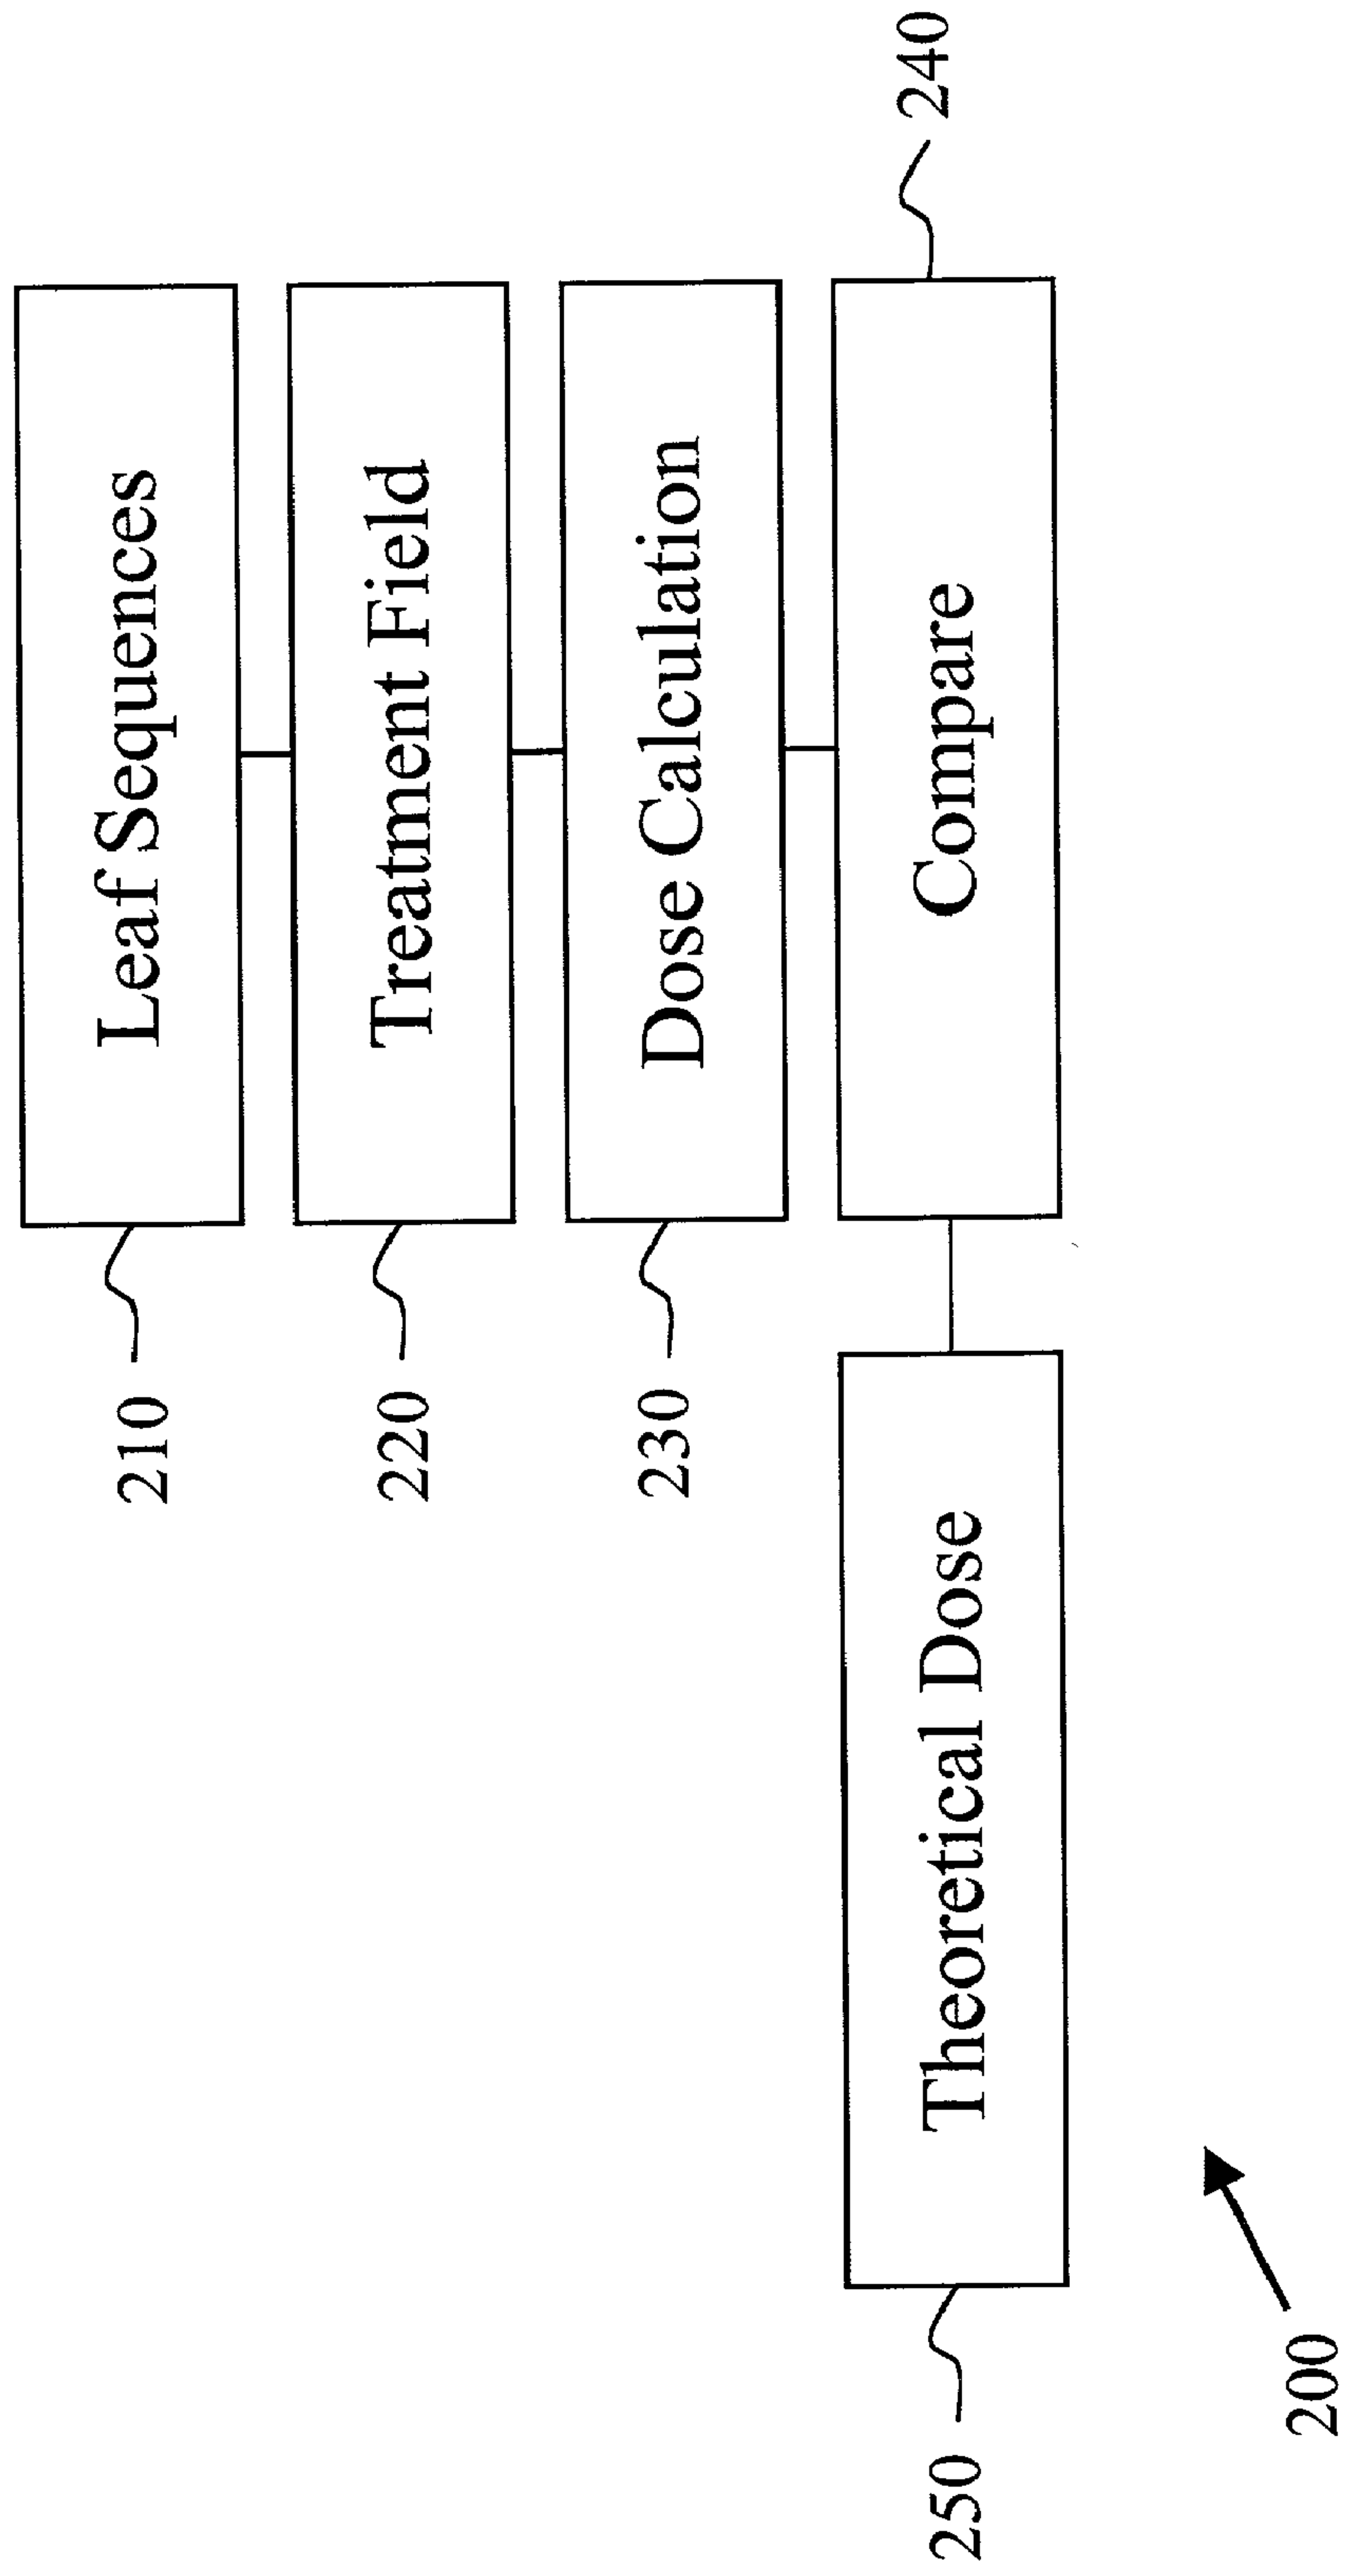 210
Leaf Sequences
220
Treatment Field
230
Dose Calculation
250
Theoretical Dose
Compare
240
200